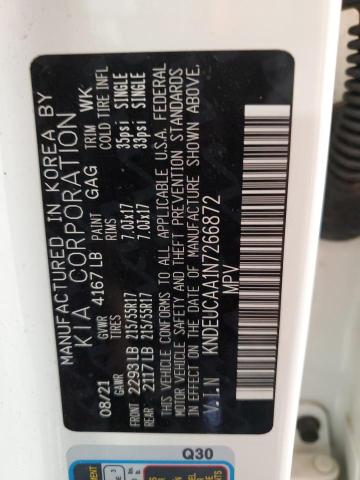 MANUFACTURED IN KOREA BY
KIA CORPORATION
08/21 GVWR 4167 LB PAINT GAG TRIM WK
GAWR TIRES RIMS COLD TIRE INFL
FRONT 2293 LB 215/55R17 7.0Jx17 33psi SINGLE
REAR 2117 LB 215/55R17 7.0Jx17 33psi SINGLE
THIS VEHICLE CONFORMS TO ALL APPLICABLE U.S.A. FEDERAL
MOTOR VEHICLE SAFETY AND THEFT PREVENTION STANDARDS
IN EFFECT ON THE DATE OF MANUFACTURE SHOWN ABOVE.
V.I.N KNDEUCAA1N7266872
MPV
Q30